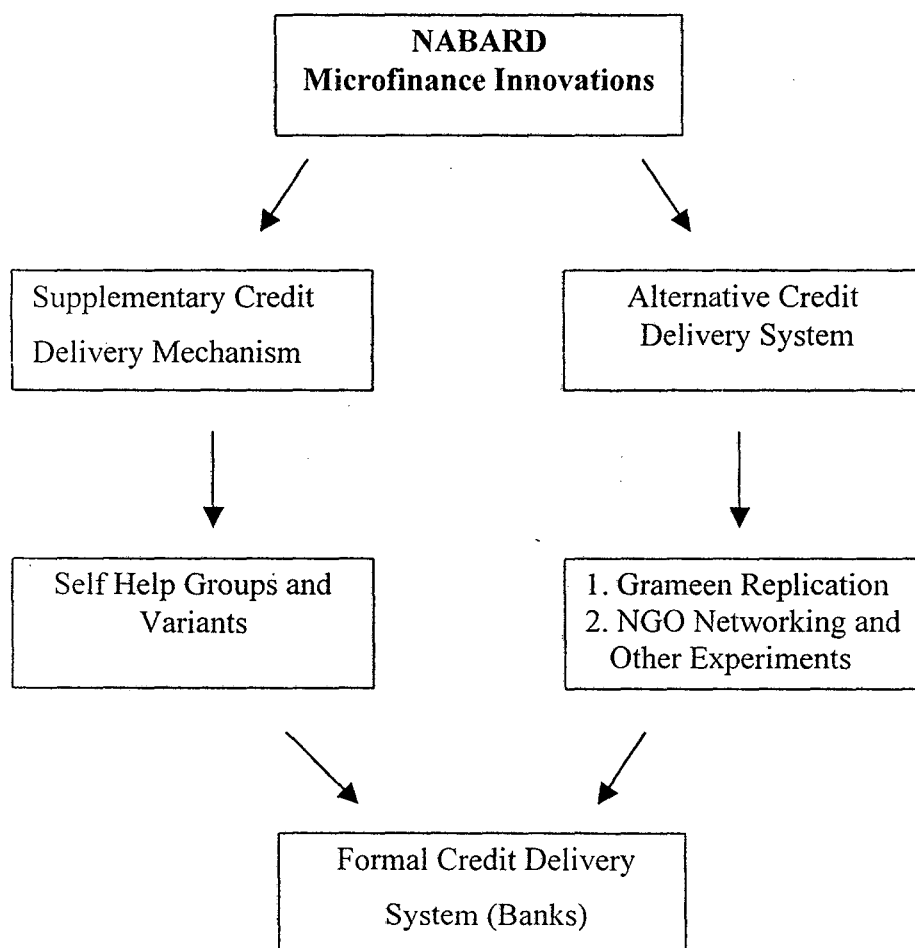 NABARD
Microfinance Innovations
Supplementary Credit
Delivery Mechanism
Alternative Credit
Delivery System
Self Help Groups and
Variants
1. Grameen Replication
2. NGO Networking and
Other Experiments
Formal Credit Delivery
System (Banks)